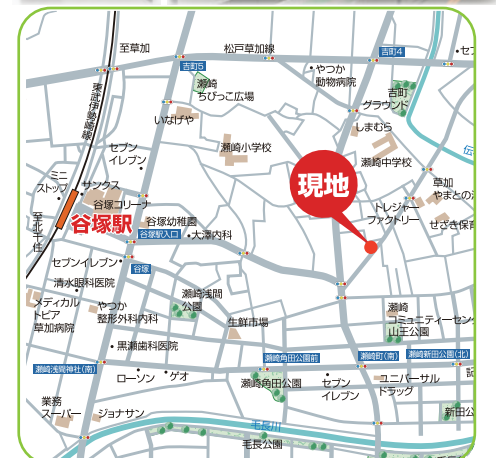 至草加
松戸草加線
吉町4
吉町5
・セブ
・やつか
動物病院
瀬崎
ちびっこ広場
吉町
グラウンド
東武伊勢崎線
いなげや
しまむら
セブン
イレブン
瀬崎小学校
瀬崎中学校
伝
現地
ミニ
ストップ
サンクス
谷塚コリーナ
草加
やまとの
トレジャー
ファクトリー
谷塚駅
谷塚幼稚園
せざき保育
至北千住
谷塚駅入口
・大澤内科
セブンイレブン
谷塚
清水眼科医院
瀬崎浅間
公園
メディカル
トピア
草加病院
やつか
整形外科内科
瀬崎
コミュニティーセン
山王公園
生鮮市場
・黒瀬歯科医院
瀬崎角田公園前
瀬崎町(南)
瀬崎新田公園(北)
瀬崎浅間神社(南)
ローソン
・ゲオ
瀬崎角田公園
セブン
イレブン
ユニバーサル
ドラッグ
業務
スーパー
ジョナサン
新田公
毛長川
毛長公園